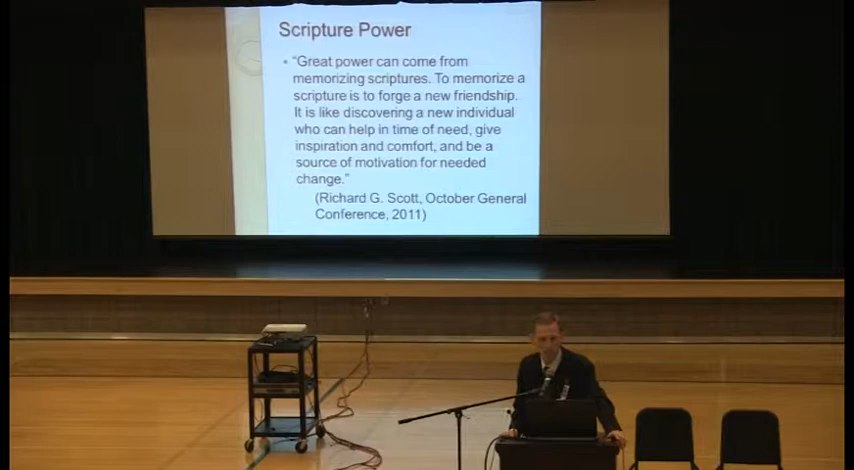 Scripture Power
• “Great power can come from
memorizing scriptures. To memorize a
scripture is to forge a new friendship.
It is like discovering a new individual
who can help in time of need, give
inspiration and comfort, and be a
source of motivation for needed
change.”
(Richard G. Scott, October General
Conference, 2011)